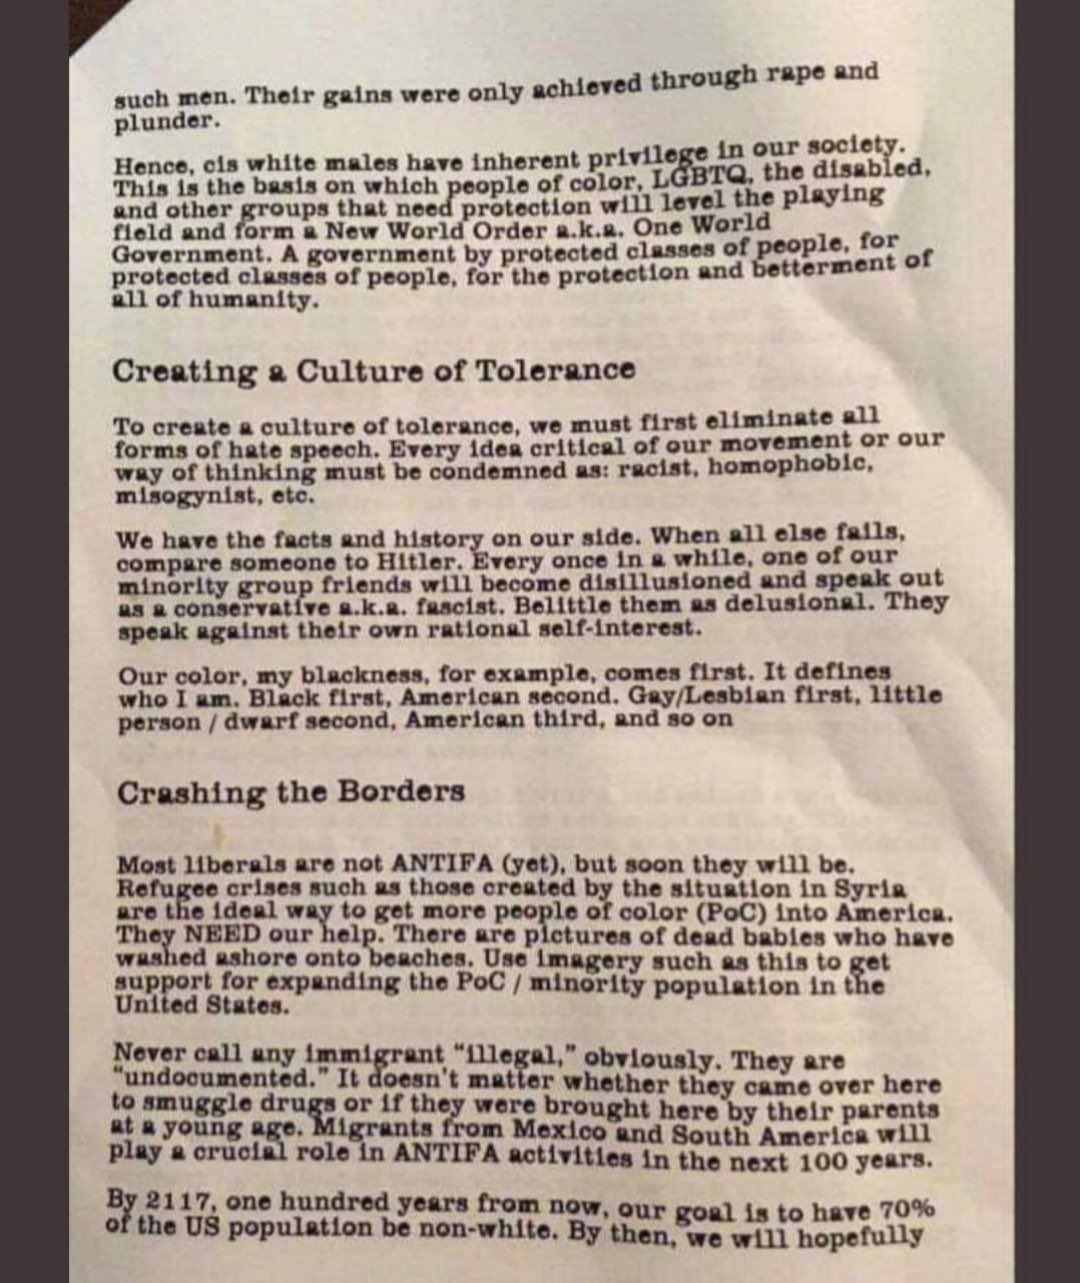 such men. Their gains were only achieved through rape and
plunder.
Hence, cis white males have inherent privilege in our society.
This is the basis on which people of color, LGBTQ, the disabled,
and other groups that need protection will level the playing
field and form a New World Order a.k.a. One World
Government. A government by protected classes of people, for
protected classes of people, for the protection and betterment of
all of humanity.
Creating a Culture of Tolerance
To create a culture of tolerance, we must first eliminate all
forms of hate speech. Every idea critical of our movement or our
way of thinking must be condemned as: racist, homophobic,
misogynist, etc.
We have the facts and history on our side. When all else fails,
compare someone to Hitler. Every once in a while, one of our
minority group friends will become disillusioned and speak out
as a conservative a.k.a. fascist. Belittle them as delusional. They
speak against their own rational self-interest.
Our color, my blackness, for example, comes first. It defines
who I am. Black first, American second. Gay/Lesbian first, little
person / dwarf second, American third, and so on
Crashing the Borders
Most liberals are not ANTIFA (yet), but soon they will be.
Refugee crises such as those created by the situation in Syria
are the ideal way to get more people of color (PoC) into America.
They NEED our help. There are pictures of dead babies who have
washed ashore onto beaches. Use imagery such as this to get
support for expanding the PoC / minority population in the
United States.
Never call any immigrant "illegal," obviously. They are
"undocumented." It doesn't matter whether they came over here
to smuggle drugs or if they were brought here by their parents
at a young age. Migrants from Mexico and South America will
play a crucial role in ANTIFA activities in the next 100 years.
By 2117, one hundred years from now, our goal is to have 70%
of the US population be non-white. By then, we will hopefully